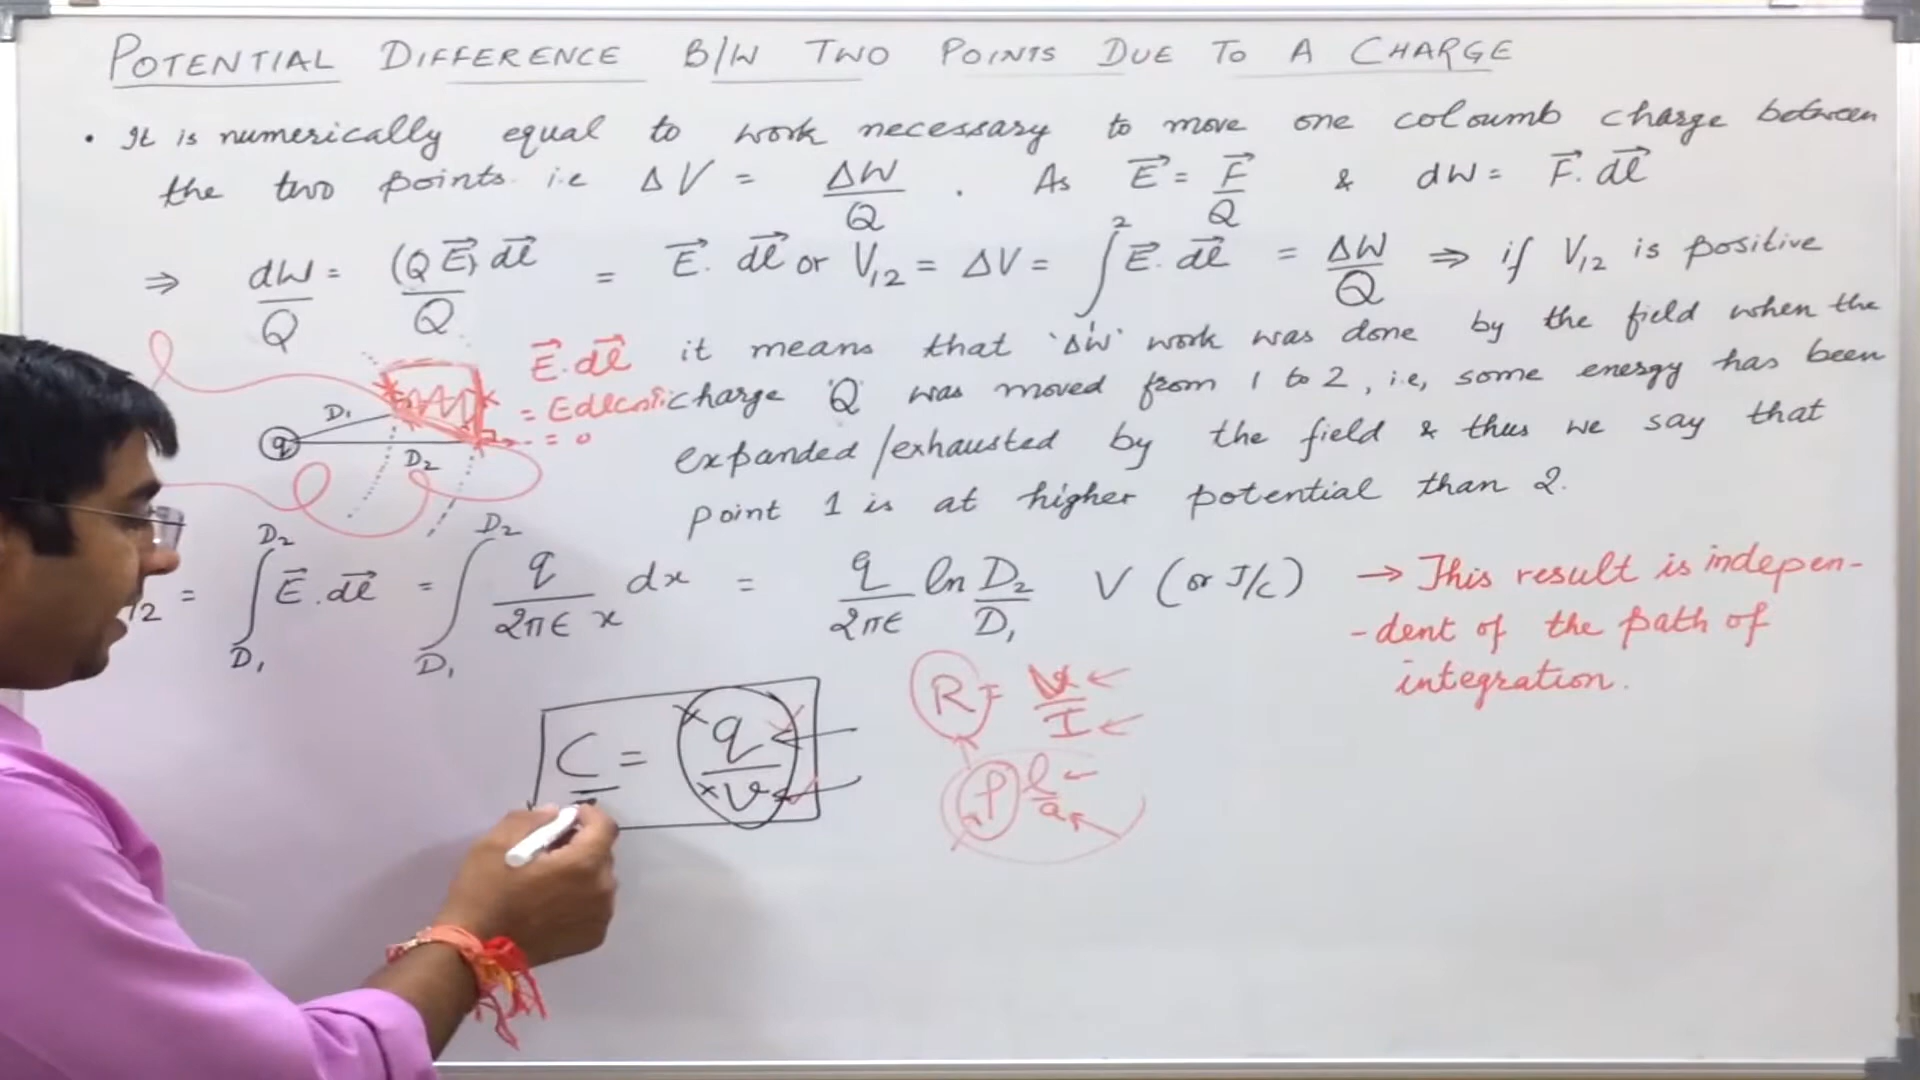 POTENTIAL DIFFERENCE B/W TWO POINTS DUE TO A CHARGE
• It is numerically equal to work necessary to move one coloumb charge between
the two points i.e ΔV = ΔW/Q . As E⃗ = F⃗/Q & dW = F⃗.dl⃗
⇒ dW/Q = (Q E⃗).dl⃗/Q = E⃗.dl⃗ or V₁₂ = ΔV = ∫₁² E⃗.dl⃗ = ΔW/Q ⇒ if V₁₂ is positive
it means that 'ΔW' work was done by the field when the
charge 'Q' was moved from 1 to 2, i.e, some energy has been
expanded/exhausted by the field & thus we say that
point 1 is at higher potential than 2.
E⃗.dl⃗
= Edl
= 0
D₁
q
D₂
₁₂ = ∫_D₁^D₂ E⃗.dl⃗ = ∫_D₁^D₂ q/2πϵx dx = q/2πϵ ln D₂/D₁ V (or J/C)
→ This result is indepen-
-dent of the path of
integration.
C = q/v
R = V/I
ρ l/a